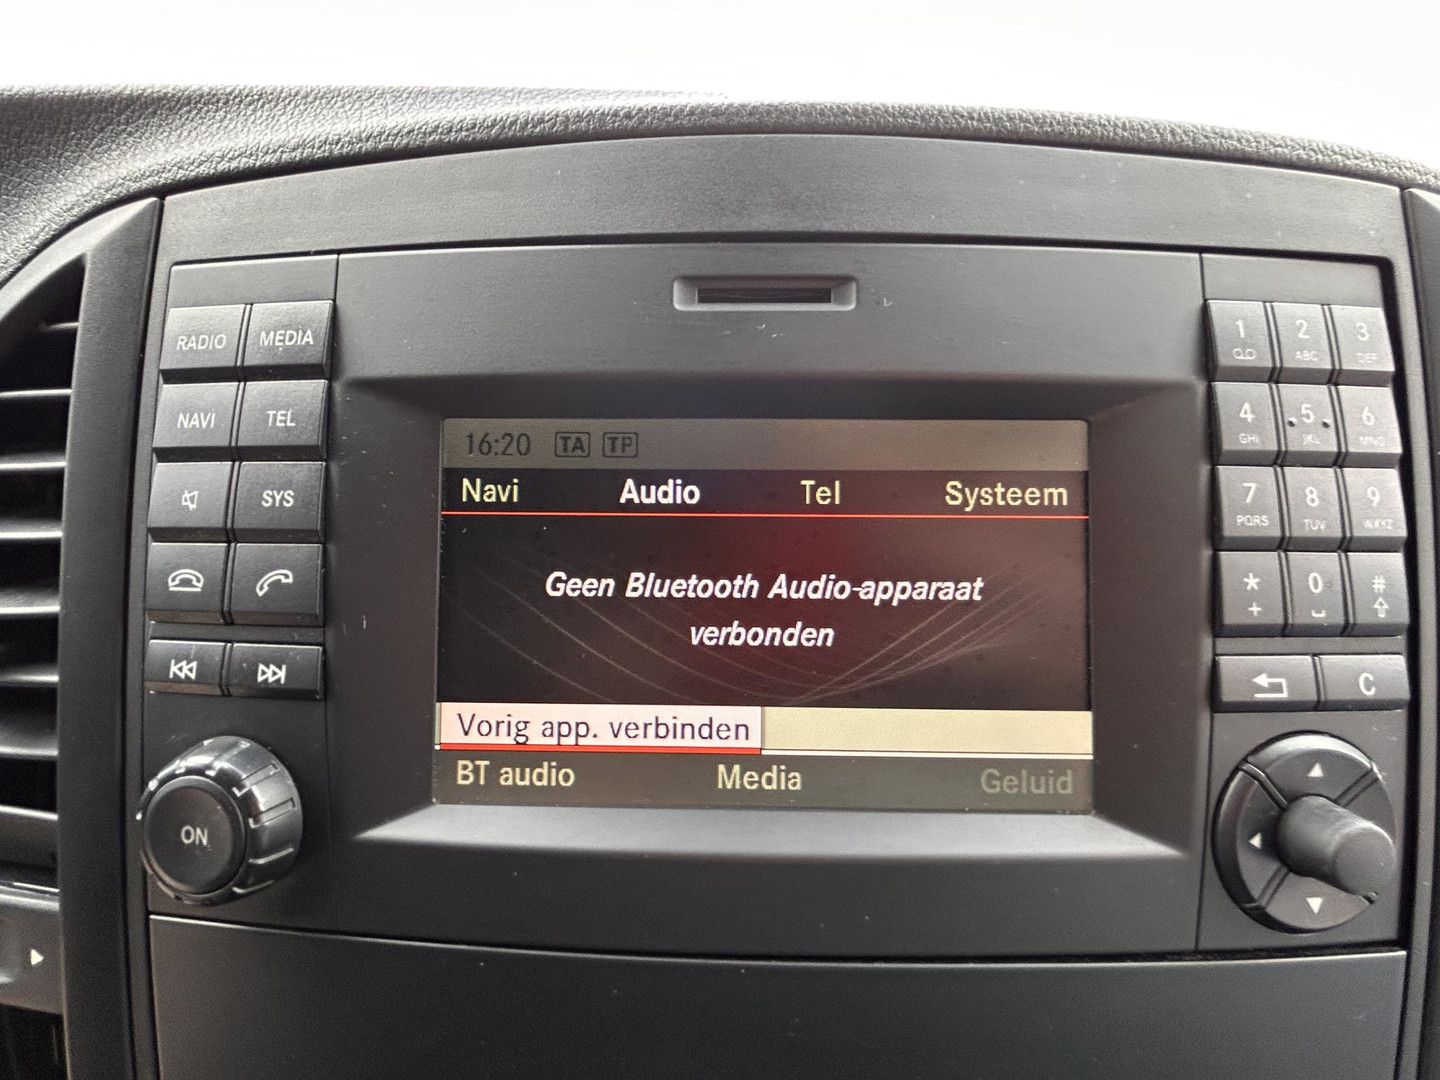 RADIO MEDIA
NAVI TEL
SYS
ON
16:20 TA TP
Navi Audio Tel Systeem
Geen Bluetooth Audio-apparaat
verbonden
Vorig app. verbinden
BT audio Media Geluid
1 2 3
ABC DEF
4 5 6
GHI JKL MNO
7 8 9
PQRS TUV WXYZ
* 0 #
+
C